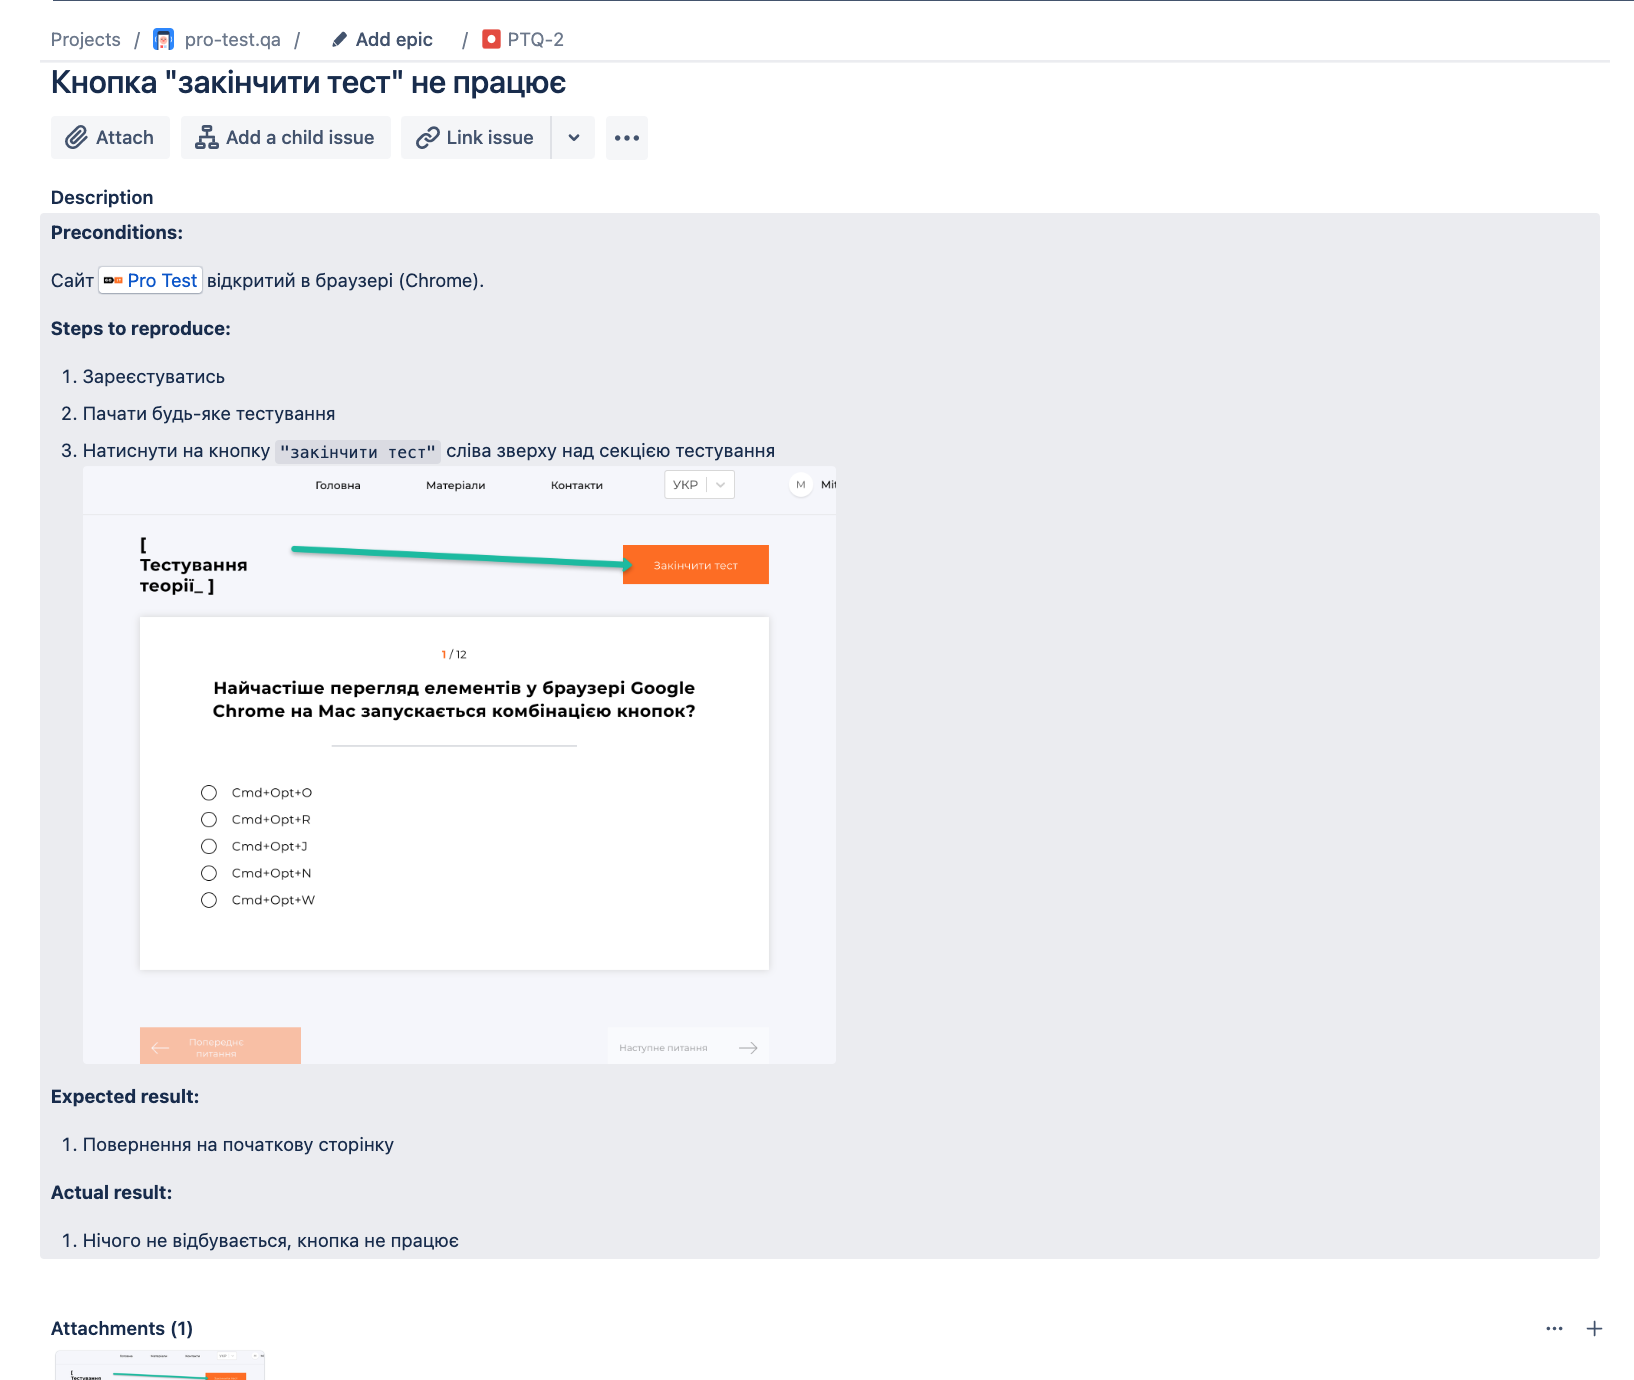 Projects / pro-test.qa / Add epic / PTQ-2
Кнопка "закінчити тест" не працює
Attach Add a child issue Link issue
Description
Preconditions:
Сайт Pro Test відкритий в браузері (Chrome).
Steps to reproduce:
1. Зареєстуватись
2. Пачати будь-яке тестування
3. Натиснути на кнопку "закінчити тест" сліва зверху над секцією тестування
Головна Матеріали Контакти УКР M Mit
[
Тестування
теорії_ ]
Закінчити тест
1 / 12
Найчастіше перегляд елементів у браузері Google
Chrome на Mac запускається комбінацією кнопок?
Cmd+Opt+O
Cmd+Opt+R
Cmd+Opt+J
Cmd+Opt+N
Cmd+Opt+W
Попереднє
питання
Наступне питання
Expected result:
1. Повернення на початкову сторінку
Actual result:
1. Нічого не відбувається, кнопка не працює
Attachments (1)